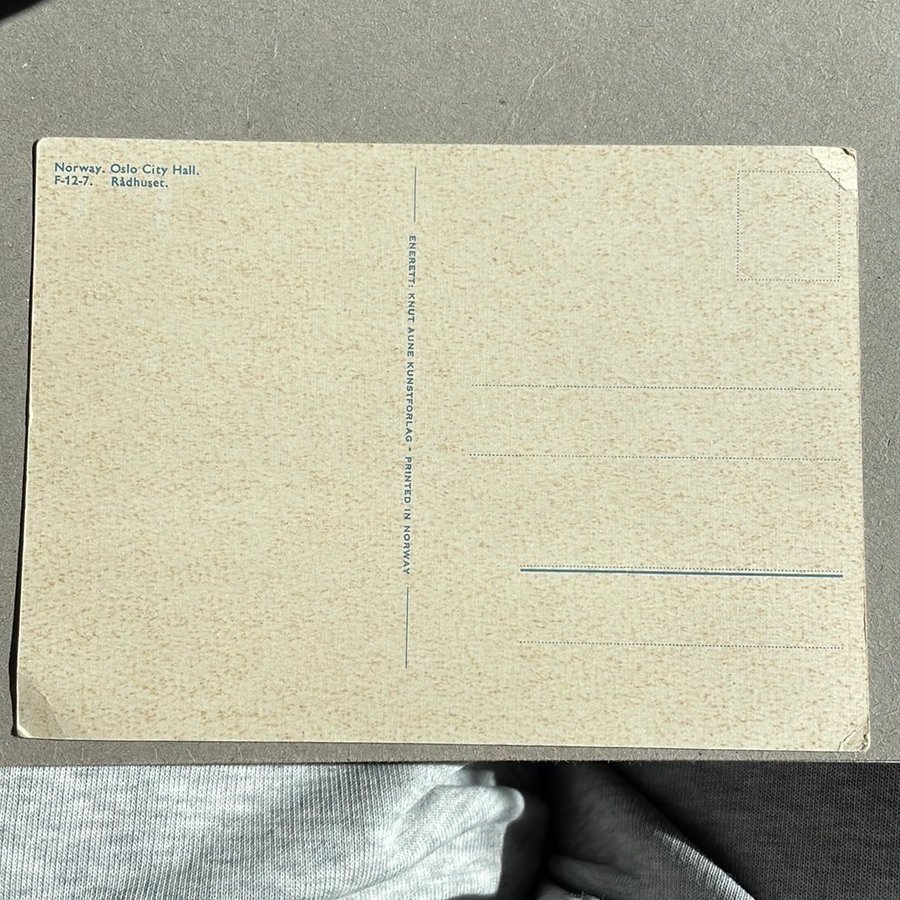 Norway. Oslo City Hall.
F-12-7. Rådhuset.
ENERETT: KNUT AUNE KUNSTFORLAG - PRINTED IN NORWAY